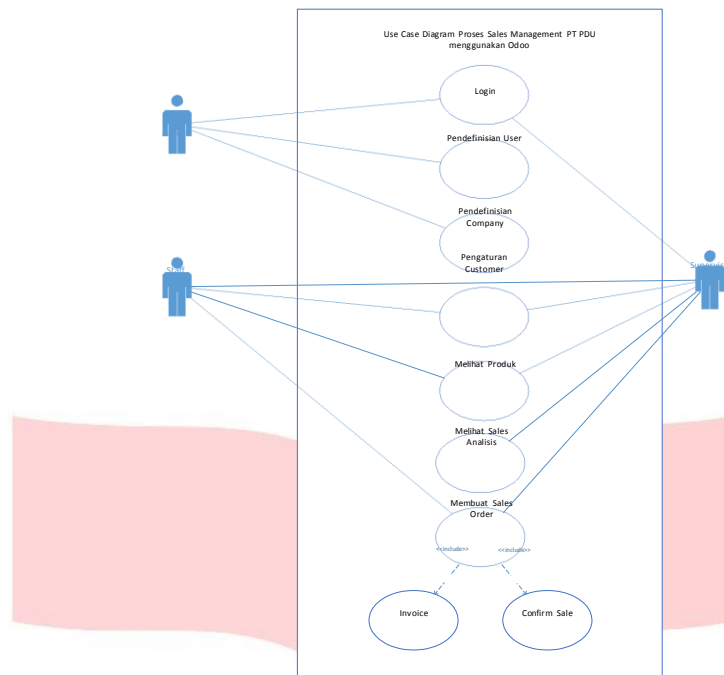 Use Case Diagram Proses Sales Management PT PDU
menggunakan Odoo
Login
Pendefinisian User
Pendefinisian
Company
Pengaturan
Customer
Melihat Produk
Melihat Sales
Analisis
Membuat Sales
Order
<<include>>
<<include>>
Invoice
Confirm Sale